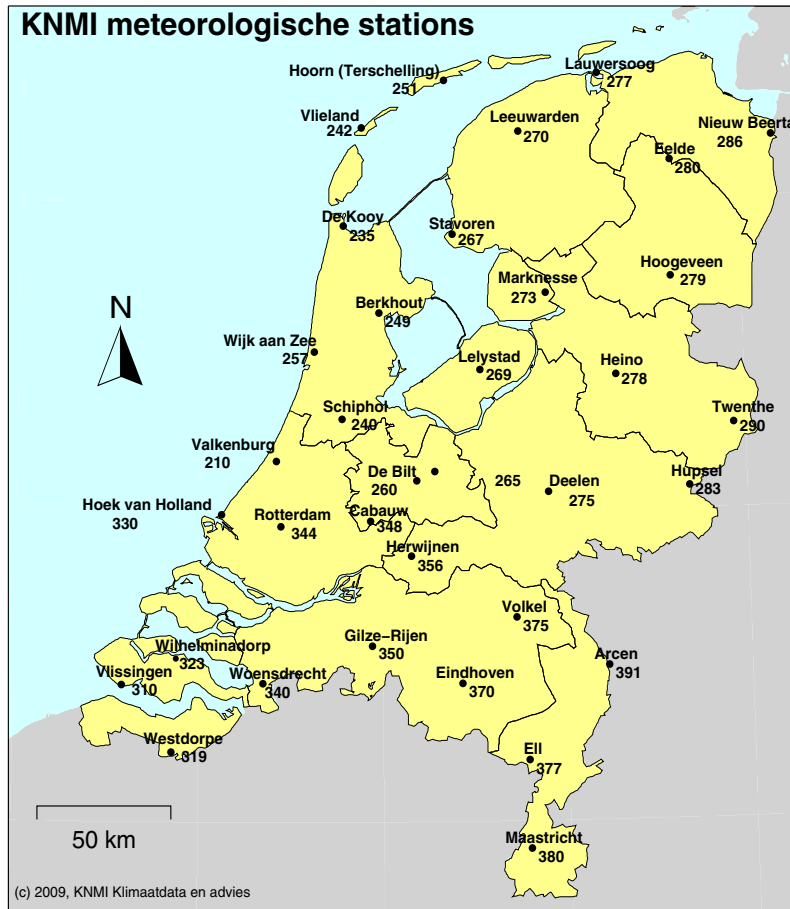 KNMI meteorologische stations
Lauwersoog
277
Hoorn (Terschelling)
251
Vlieland
242
Leeuwarden
270
Nieuw Beerta
286
Eelde
280
De Kooy
235
Stavoren
267
Hoogeveen
279
Marknesse
273
Berkhout
249
N
Wijk aan Zee
257
Lelystad
269
Heino
278
Schiphol
240
Twenthe
290
Valkenburg
210
De Bilt
260
265
Deelen
275
Hupsel
283
Hoek van Holland
330
Rotterdam
344
Cabauw
348
Herwijnen
356
Volkel
375
Gilze–Rijen
350
Wilhelminadorp
323
Arcen
391
Vlissingen
310
Woensdrecht
340
Eindhoven
370
Westdorpe
319
Ell
377
50 km
Maastricht
380
(c) 2009, KNMI Klimaatdata en advies